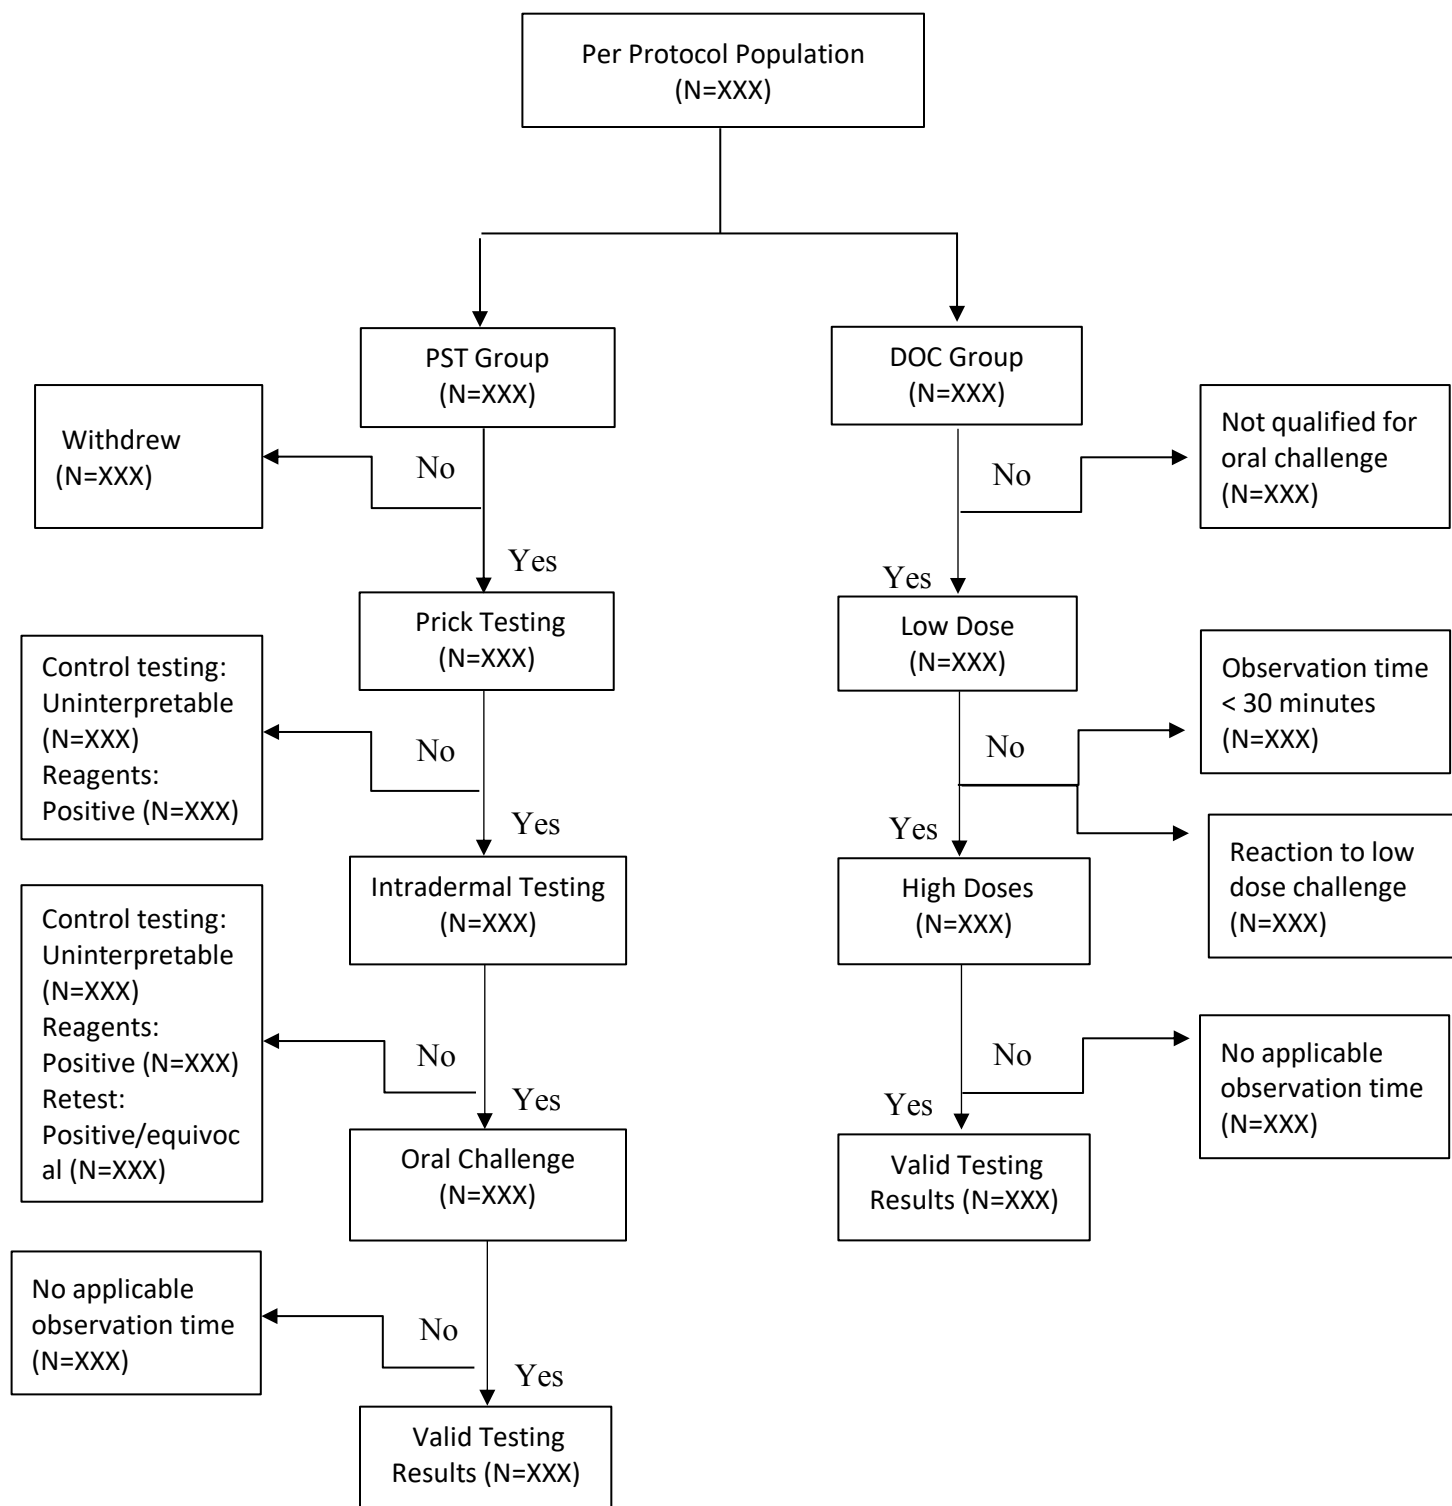 Per Protocol Population
(N=XXX)
PST Group
(N=XXX)
DOC Group
(N=XXX)
Withdrew
(N=XXX)
No
Yes
No
Yes
Not qualified for
oral challenge
(N=XXX)
Prick Testing
(N=XXX)
Low Dose
(N=XXX)
Control testing:
Uninterpretable
(N=XXX)
Reagents:
Positive (N=XXX)
No
Yes
No
Yes
Observation time
< 30 minutes
(N=XXX)
Reaction to low
dose challenge
(N=XXX)
Intradermal Testing
(N=XXX)
High Doses
(N=XXX)
Control testing:
Uninterpretable
(N=XXX)
Reagents:
Positive (N=XXX)
Retest:
Positive/equivoc
al (N=XXX)
No
Yes
No
Yes
No applicable
observation time
(N=XXX)
Oral Challenge
(N=XXX)
Valid Testing
Results (N=XXX)
No applicable
observation time
(N=XXX)
No
Yes
Valid Testing
Results (N=XXX)